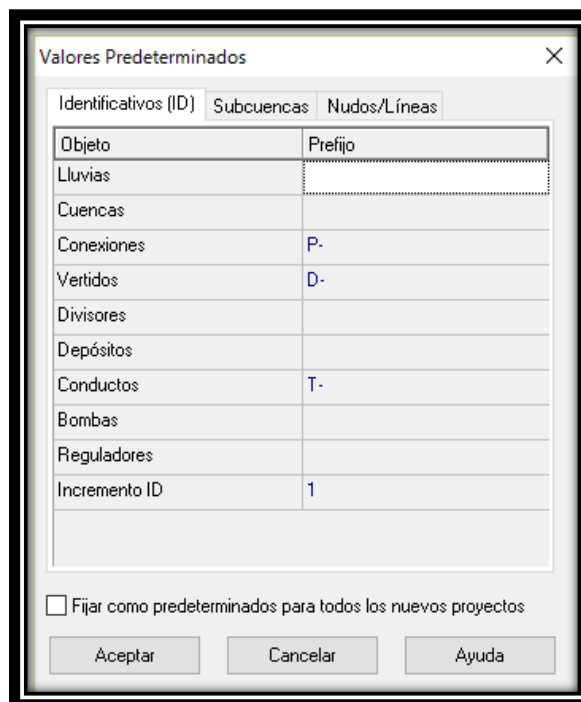 Valores Predeterminados
Identificativos (ID) Subcuencas Nudos/Líneas
Objeto Prefijo
Lluvias
Cuencas
Conexiones P-
Vertidos D-
Divisores
Depósitos
Conductos T-
Bombas
Reguladores
Incremento ID 1
Fijar como predeterminados para todos los nuevos proyectos
Aceptar Cancelar Ayuda